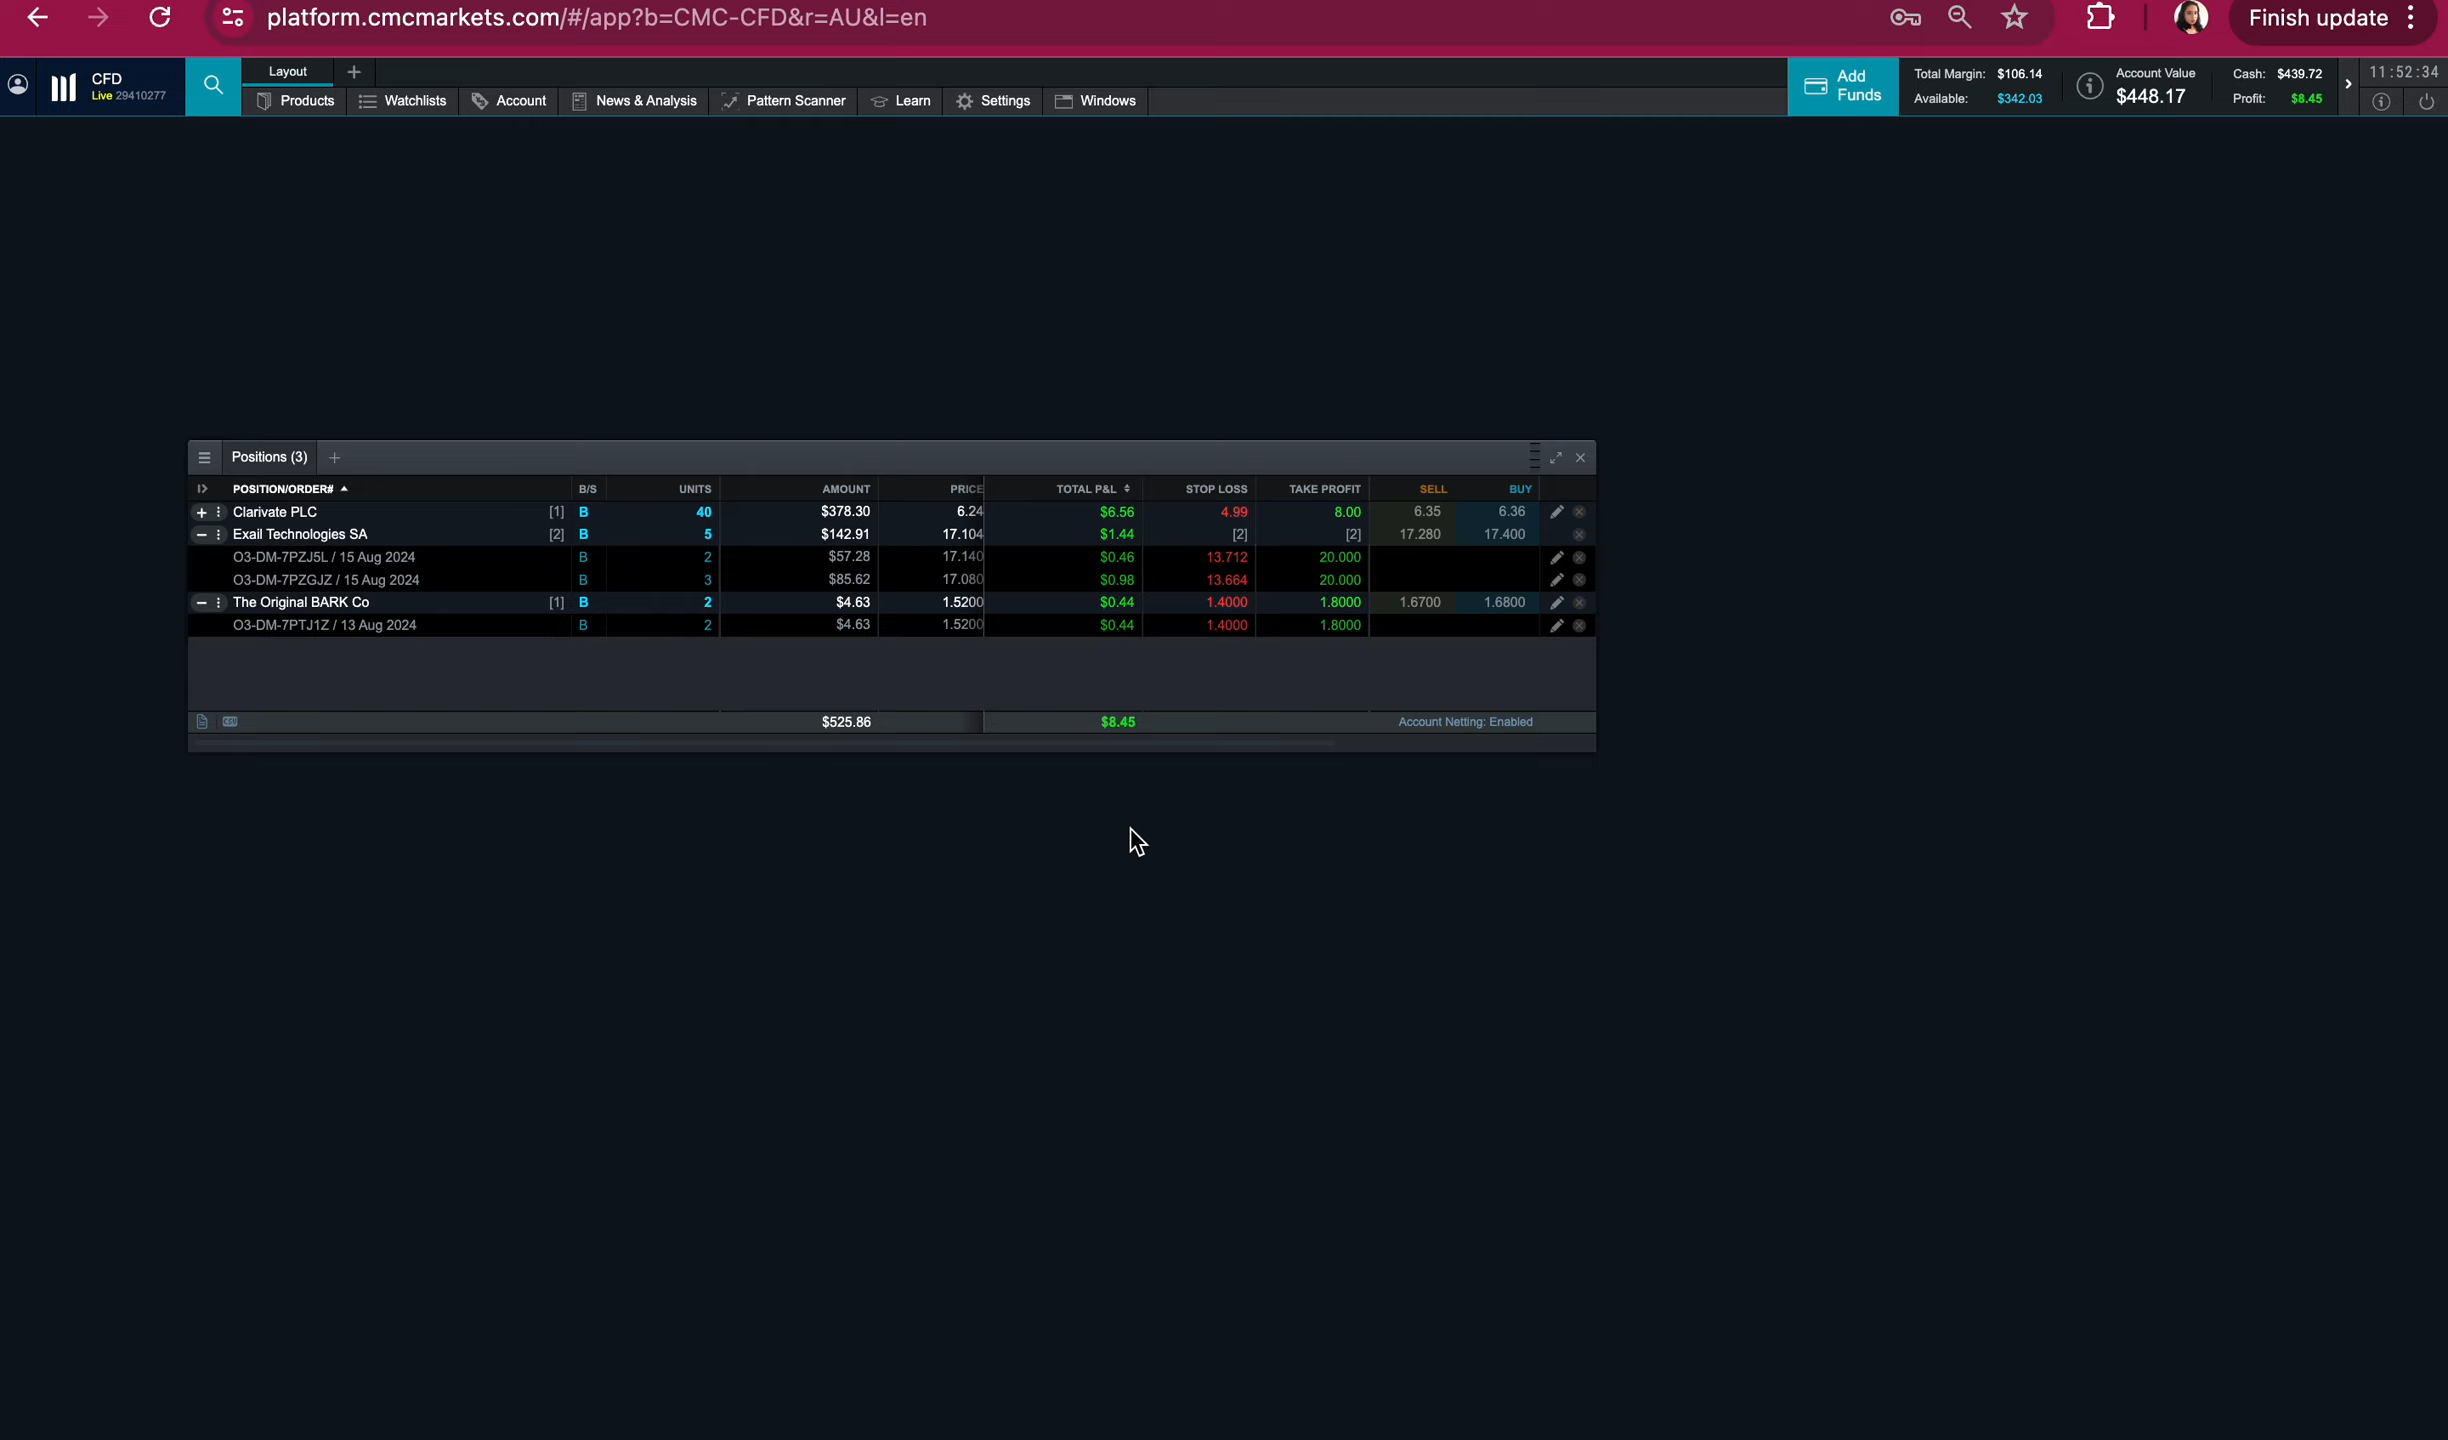 platform.cmcmarkets.com/#/app?b=CMC-CFD&r=AU&l=en
Finish update
CFD
Live 29410277
Layout
Products Watchlists Account News & Analysis Pattern Scanner Learn Settings Windows
Add Funds
Total Margin: $106.14
Available: $342.03
Account Value
$448.17
Cash: $439.72
Profit: $8.45
11:52:34
Positions (3)
POSITION/ORDER# B/S UNITS AMOUNT PRICE TOTAL P&L STOP LOSS TAKE PROFIT SELL BUY
Clarivate PLC [1] B 40 $378.30 6.24 $6.56 4.99 8.00 6.35 6.36
Exail Technologies SA [2] B 5 $142.91 17.104 $1.44 [2] [2] 17.280 17.400
O3-DM-7PZJ5L / 15 Aug 2024 B 2 $57.28 17.140 $0.46 13.712 20.000
O3-DM-7PZGJZ / 15 Aug 2024 B 3 $85.62 17.080 $0.98 13.664 20.000
The Original BARK Co [1] B 2 $4.63 1.5200 $0.44 1.4000 1.8000 1.6700 1.6800
O3-DM-7PTJ1Z / 13 Aug 2024 B 2 $4.63 1.5200 $0.44 1.4000 1.8000
CSV $525.86 $8.45 Account Netting: Enabled